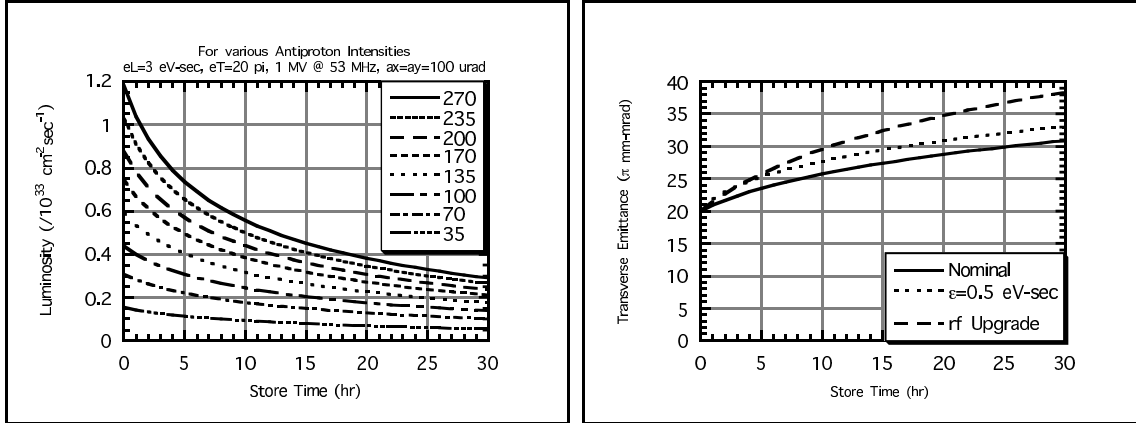 For various Antiproton Intensities
eL=3 eV-sec, eT=20 pi, 1 MV @ 53 MHz, ax=ay=100 urad
Luminosity (/10³³ cm⁻²sec⁻¹)
1.2
1
0.8
0.6
0.4
0.2
0
270
235
200
170
135
100
70
35
0 5 10 15 20 25 30
Store Time (hr)
Transverse Emittance (π mm-mrad)
40
35
30
25
20
15
10
5
0
Nominal
ε=0.5 eV-sec
rf Upgrade
0 5 10 15 20 25 30
Store Time (hr)